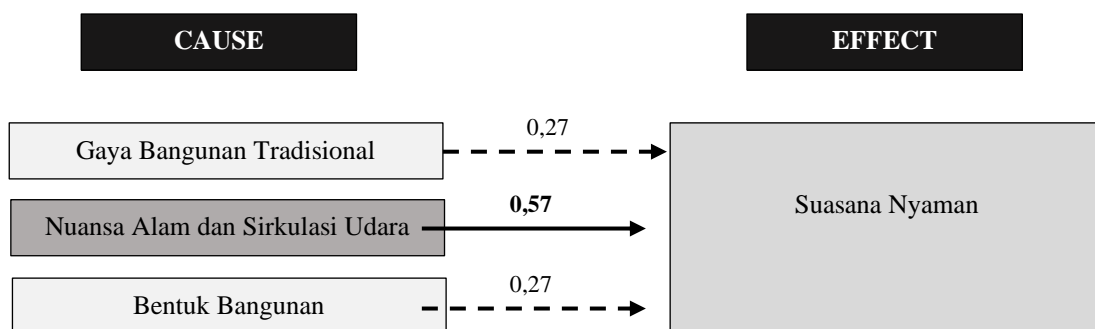 CAUSE
EFFECT
Gaya Bangunan Tradisional
0,27
Nuansa Alam dan Sirkulasi Udara
0,57
Suasana Nyaman
Bentuk Bangunan
0,27